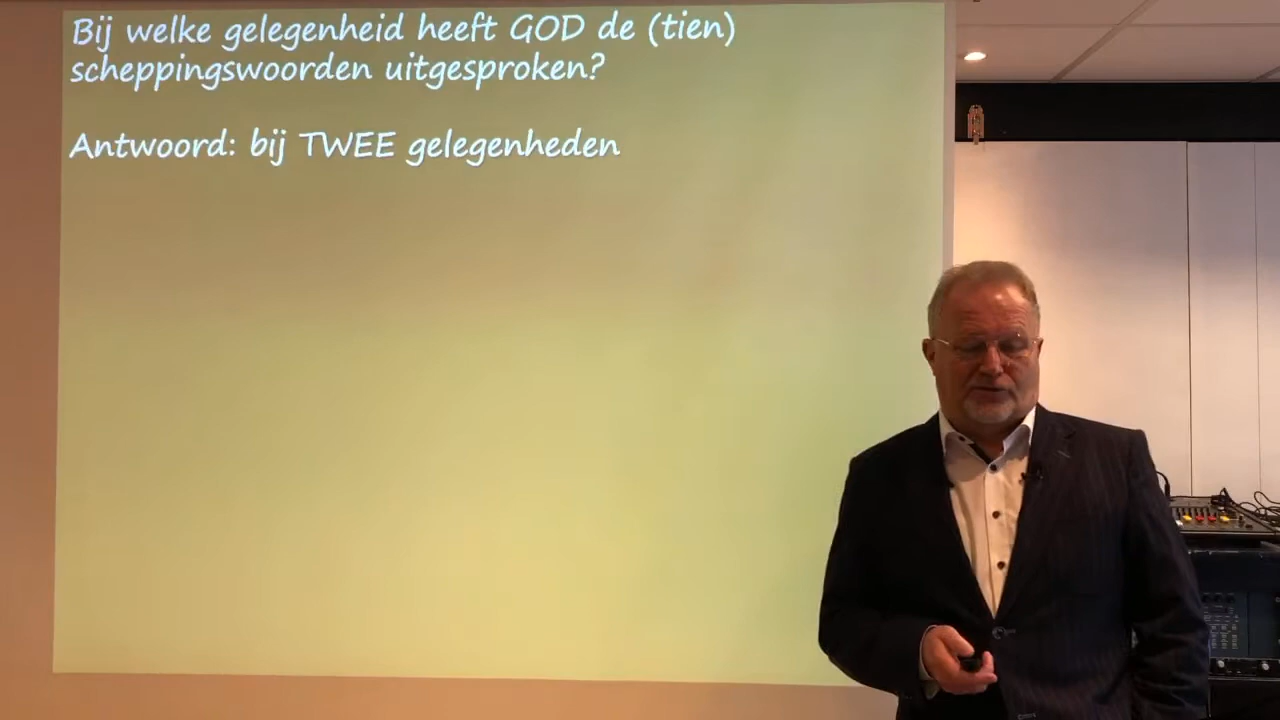 Bij welke gelegenheid heeft GOD de (tien)
scheppingswoorden uitgesproken?
Antwoord: bij TWEE gelegenheden